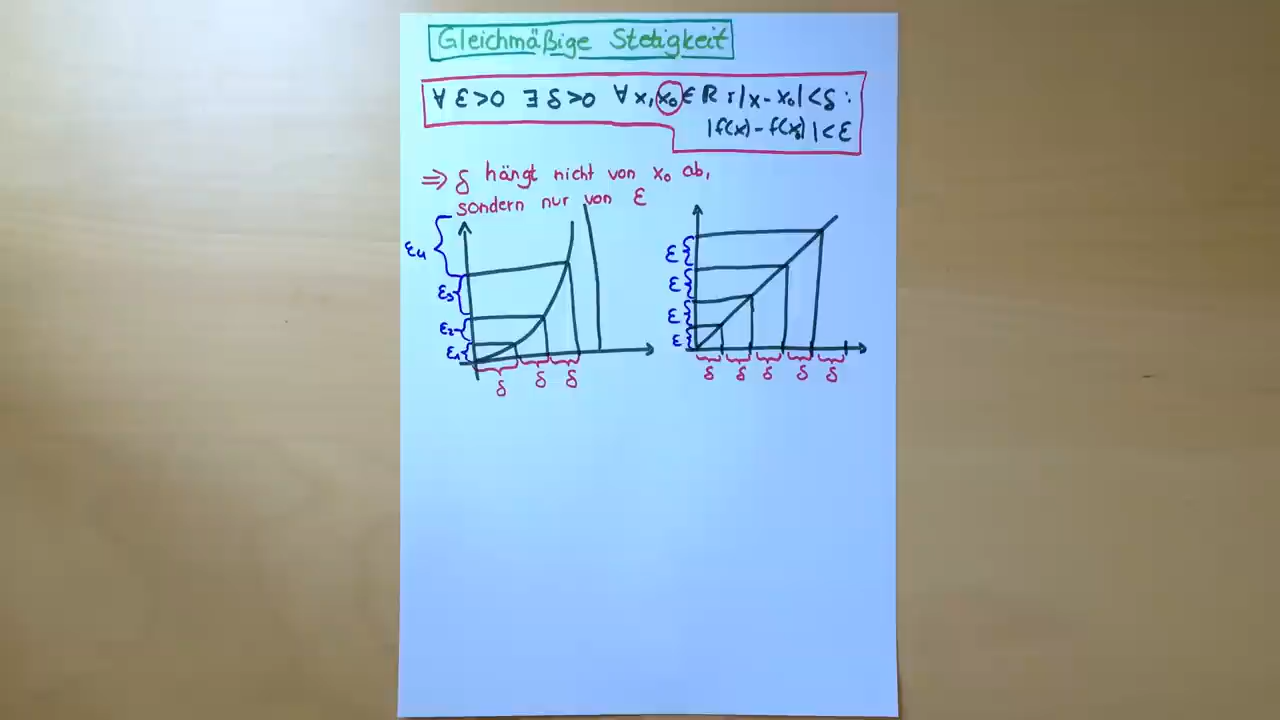 Gleichmäßige Stetigkeit
∀ ε>0 ∃ δ>0 ∀ x, x₀ ∈ ℝ : |x-x₀|<δ :
|f(x)-f(x₀)|<ε
⇒ δ hängt nicht von x₀ ab,
sondern nur von ε
ε₄
ε₃
ε₂
ε₁
δ δ δ
ε
ε
ε
ε
δ δ δ δ δ